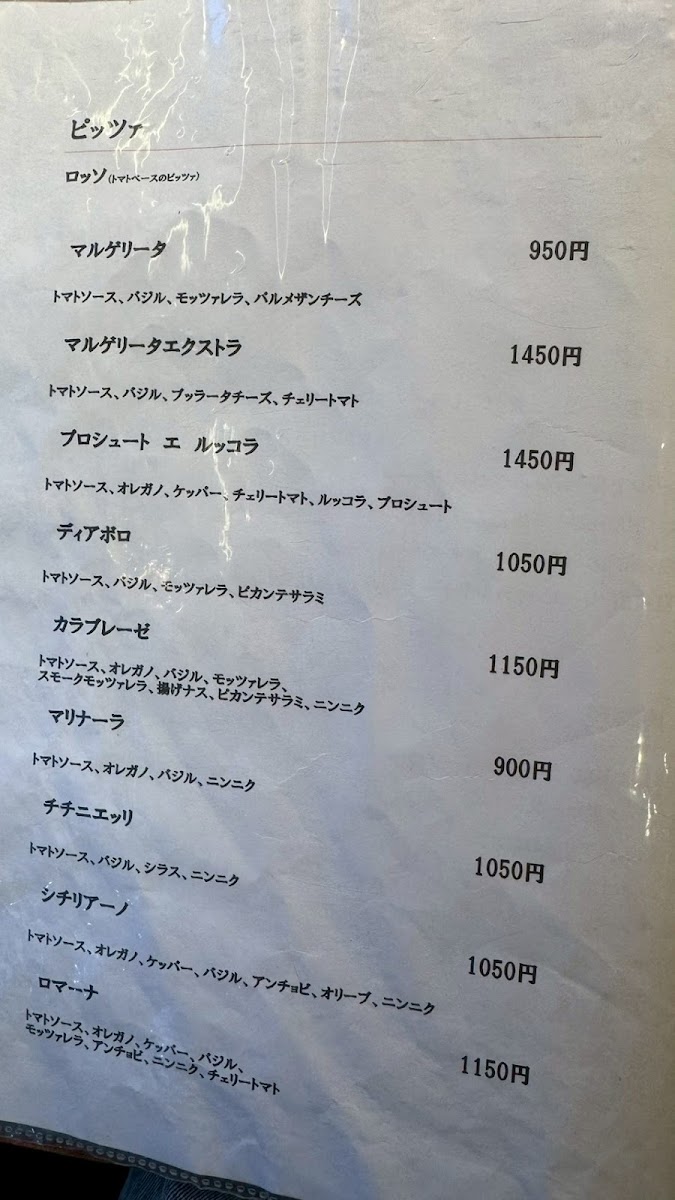 ピッツァ
ロッソ(トマトベースのピッツァ)
マルゲリータ 950円
トマトソース、バジル、モッツァレラ、パルメザンチーズ
マルゲリータエクストラ 1450円
トマトソース、バジル、ブッラータチーズ、チェリートマト
プロシュート エ ルッコラ 1450円
トマトソース、オレガノ、ケッパー、チェリートマト、ルッコラ、プロシュート
ディアボロ 1050円
トマトソース、バジル、モッツァレラ、ピカンテサラミ
カラブレーゼ 1150円
トマトソース、オレガノ、バジル、モッツァレラ、
スモークモッツァレラ、揚げナス、ピカンテサラミ、ニンニク
マリナーラ 900円
トマトソース、オレガノ、バジル、ニンニク
チチニエッリ 1050円
トマトソース、バジル、シラス、ニンニク
シチリアーノ 1050円
トマトソース、オレガノ、ケッパー、バジル、アンチョビ、オリーブ、ニンニク
ロマーナ 1150円
トマトソース、オレガノ、ケッパー、バジル、
モッツァレラ、アンチョビ、ニンニク、チェリートマト